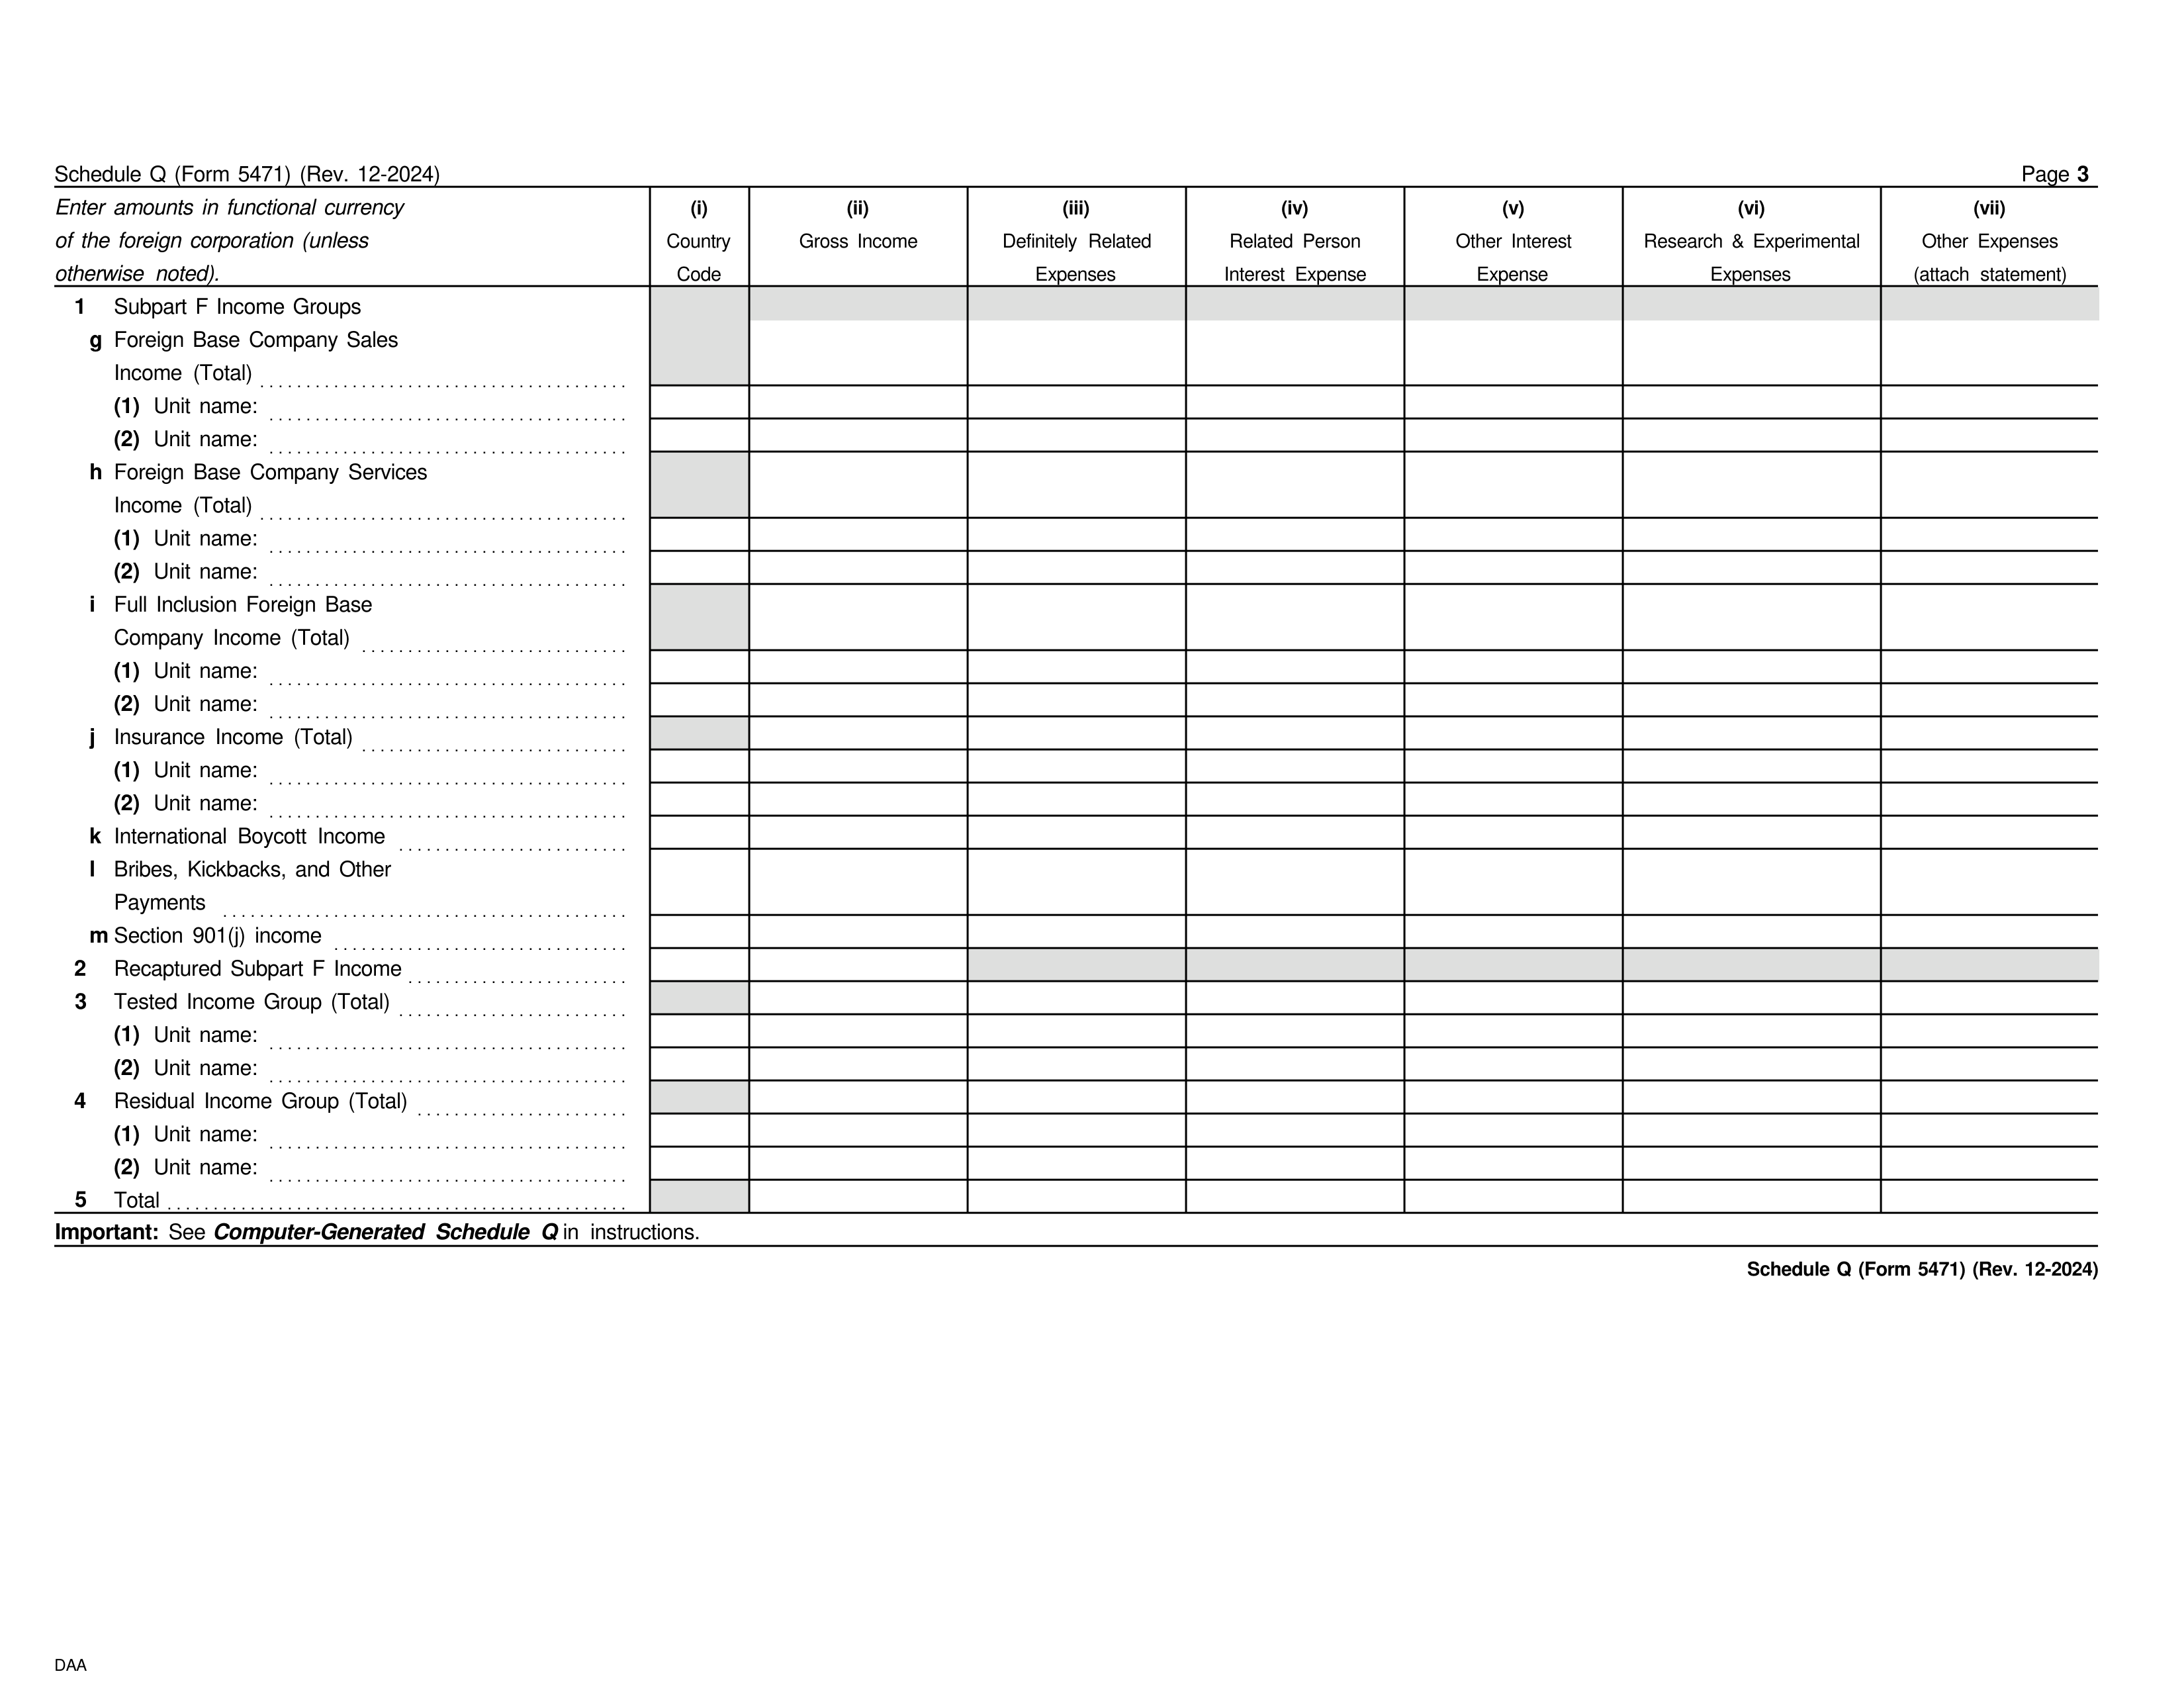 Schedule Q (Form 5471) (Rev. 12-2024) Page 3
Enter amounts in functional currency (i) (ii) (iii) (iv) (v) (vi) (vii)
of the foreign corporation (unless Country Gross Income Definitely Related Related Person Other Interest Research & Experimental Other Expenses
otherwise noted). Code Expenses Interest Expense Expense Expenses (attach statement)
1 Subpart F Income Groups
g Foreign Base Company Sales
Income (Total)
(1) Unit name:
(2) Unit name:
h Foreign Base Company Services
Income (Total)
(1) Unit name:
(2) Unit name:
i Full Inclusion Foreign Base
Company Income (Total)
(1) Unit name:
(2) Unit name:
j Insurance Income (Total)
(1) Unit name:
(2) Unit name:
k International Boycott Income
l Bribes, Kickbacks, and Other
Payments
m Section 901(j) income
2 Recaptured Subpart F Income
3 Tested Income Group (Total)
(1) Unit name:
(2) Unit name:
4 Residual Income Group (Total)
(1) Unit name:
(2) Unit name:
5 Total
Important: See Computer-Generated Schedule Q in instructions.
Schedule Q (Form 5471) (Rev. 12-2024)
DAA